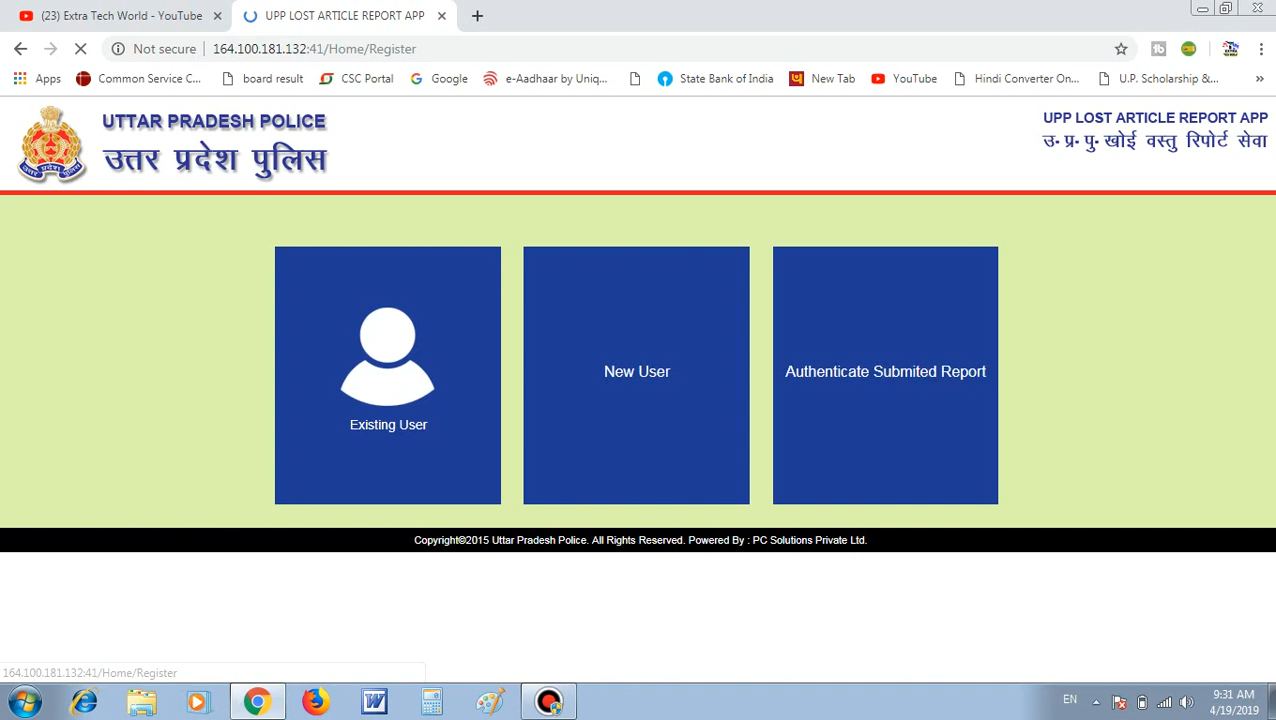 (23) Extra Tech World - YouTube
UPP LOST ARTICLE REPORT APP
Not secure
164.100.181.132:41/Home/Register
Apps
Common Service C...
board result
CSC Portal
Google
e-Aadhaar by Uniq...
State Bank of India
New Tab
YouTube
Hindi Converter On...
U.P. Scholarship &...
»
UTTAR PRADESH POLICE
उत्तर प्रदेश पुलिस
UPP LOST ARTICLE REPORT APP
उ॰ प्र॰ पु॰ खोई वस्तु रिपोर्ट सेवा
Existing User
New User
Authenticate Submited Report
Copyright©2015 Uttar Pradesh Police. All Rights Reserved. Powered By : PC Solutions Private Ltd.
164.100.181.132:41/Home/Register
EN
9:31 AM
4/19/2019